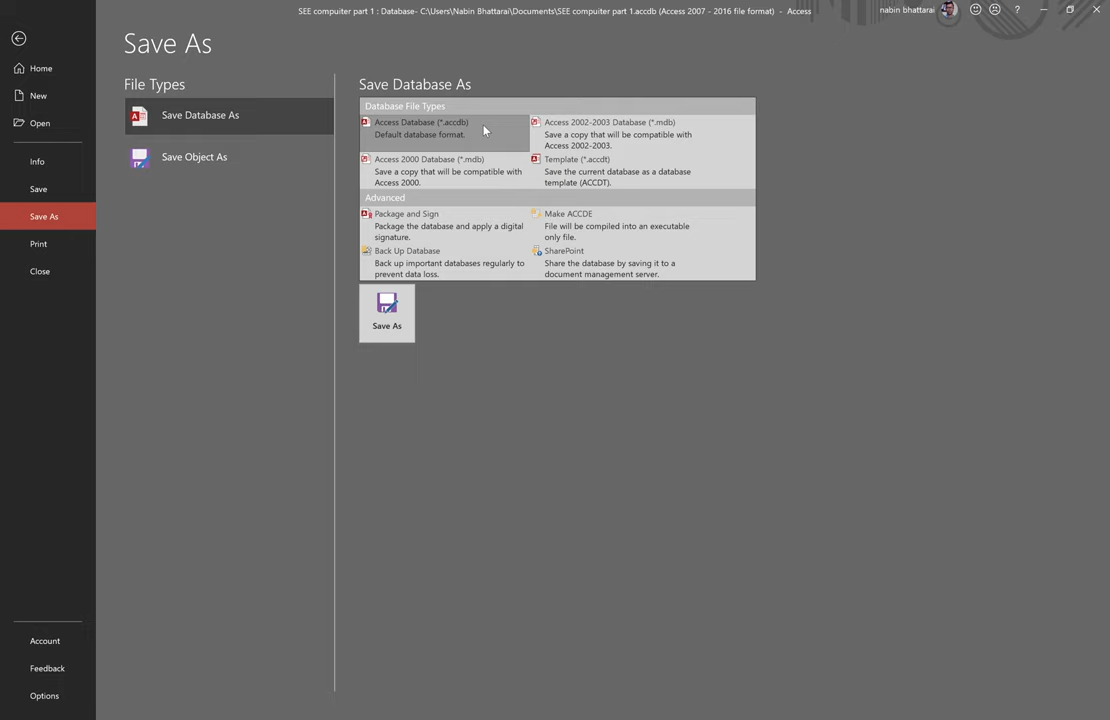 SEE compuiter part 1 : Database- C:\Users\Nabin Bhattarai\Documents\SEE compuiter part 1.accdb (Access 2007 - 2016 file format)  -  Access
nabin bhattarai
?
Save As
Home
New
Open
Info
Save
Save As
Print
Close
Account
Feedback
Options
File Types
Save Database As
Save Object As
Save Database As
Database File Types
Access Database (*.accdb)
Default database format.
Access 2002-2003 Database (*.mdb)
Save a copy that will be compatible with
Access 2002-2003.
Access 2000 Database (*.mdb)
Save a copy that will be compatible with
Access 2000.
Template (*.accdt)
Save the current database as a database
template (ACCDT).
Advanced
Package and Sign
Package the database and apply a digital
signature.
Make ACCDE
File will be compiled into an executable
only file.
Back Up Database
Back up important databases regularly to
prevent data loss.
SharePoint
Share the database by saving it to a
document management server.
Save As